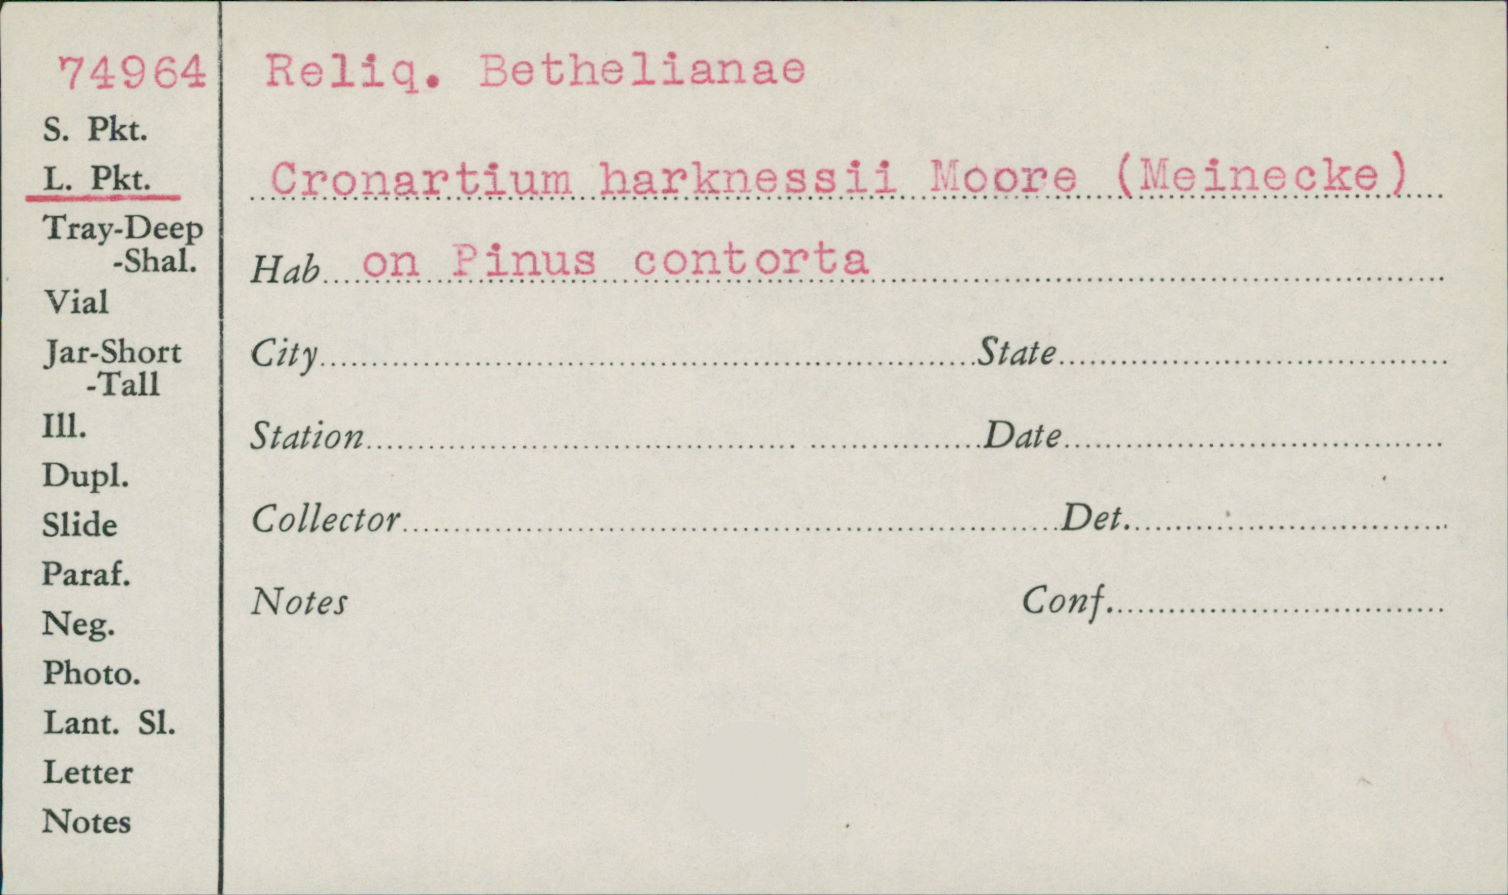 74964
Reliq. Bethelianae
S. Pkt.
L. Pkt.
Cronartium harknessii Moore (Meinecke)
Tray-Deep
-Shal.
Hab. on Pinus contorta
Vial
Jar-Short
-Tall
City
State
Ill.
Station
Date
Dupl.
Slide
Collector
Det.
Paraf.
Notes
Conf.
Neg.
Photo.
Lant. Sl.
Letter
Notes